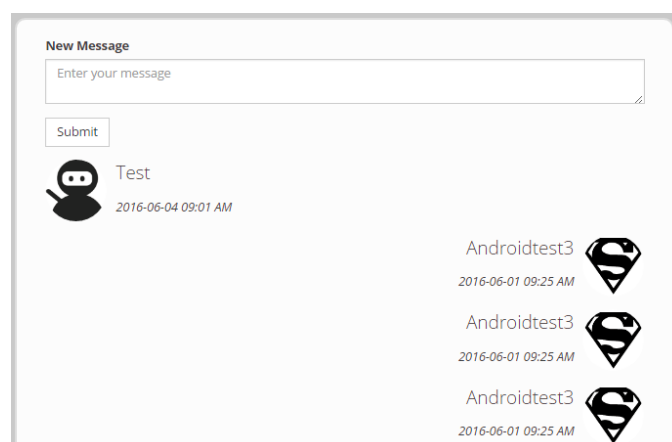 New Message
Enter your message
Submit
Test
2016-06-04 09:01 AM
Androidtest3
2016-06-01 09:25 AM
Androidtest3
2016-06-01 09:25 AM
Androidtest3
2016-06-01 09:25 AM